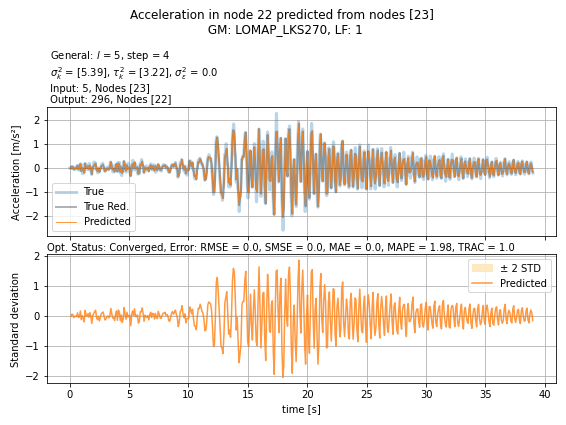 Acceleration in node 22 predicted from nodes [23]
GM: LOMAP_LKS270, LF: 1
General: l = 5, step = 4
σ²ₖ = [5.39], τ²ₖ = [3.22], σ²ε = 0.0
Input: 5, Nodes [23]
Output: 296, Nodes [22]
Acceleration [m/s²]
2
1
0
−1
−2
True
True Red.
Predicted
Opt. Status: Converged, Error: RMSE = 0.0, SMSE = 0.0, MAE = 0.0, MAPE = 1.98, TRAC = 1.0
Standard deviation
2
1
0
−1
−2
± 2 STD
Predicted
0 5 10 15 20 25 30 35 40
time [s]